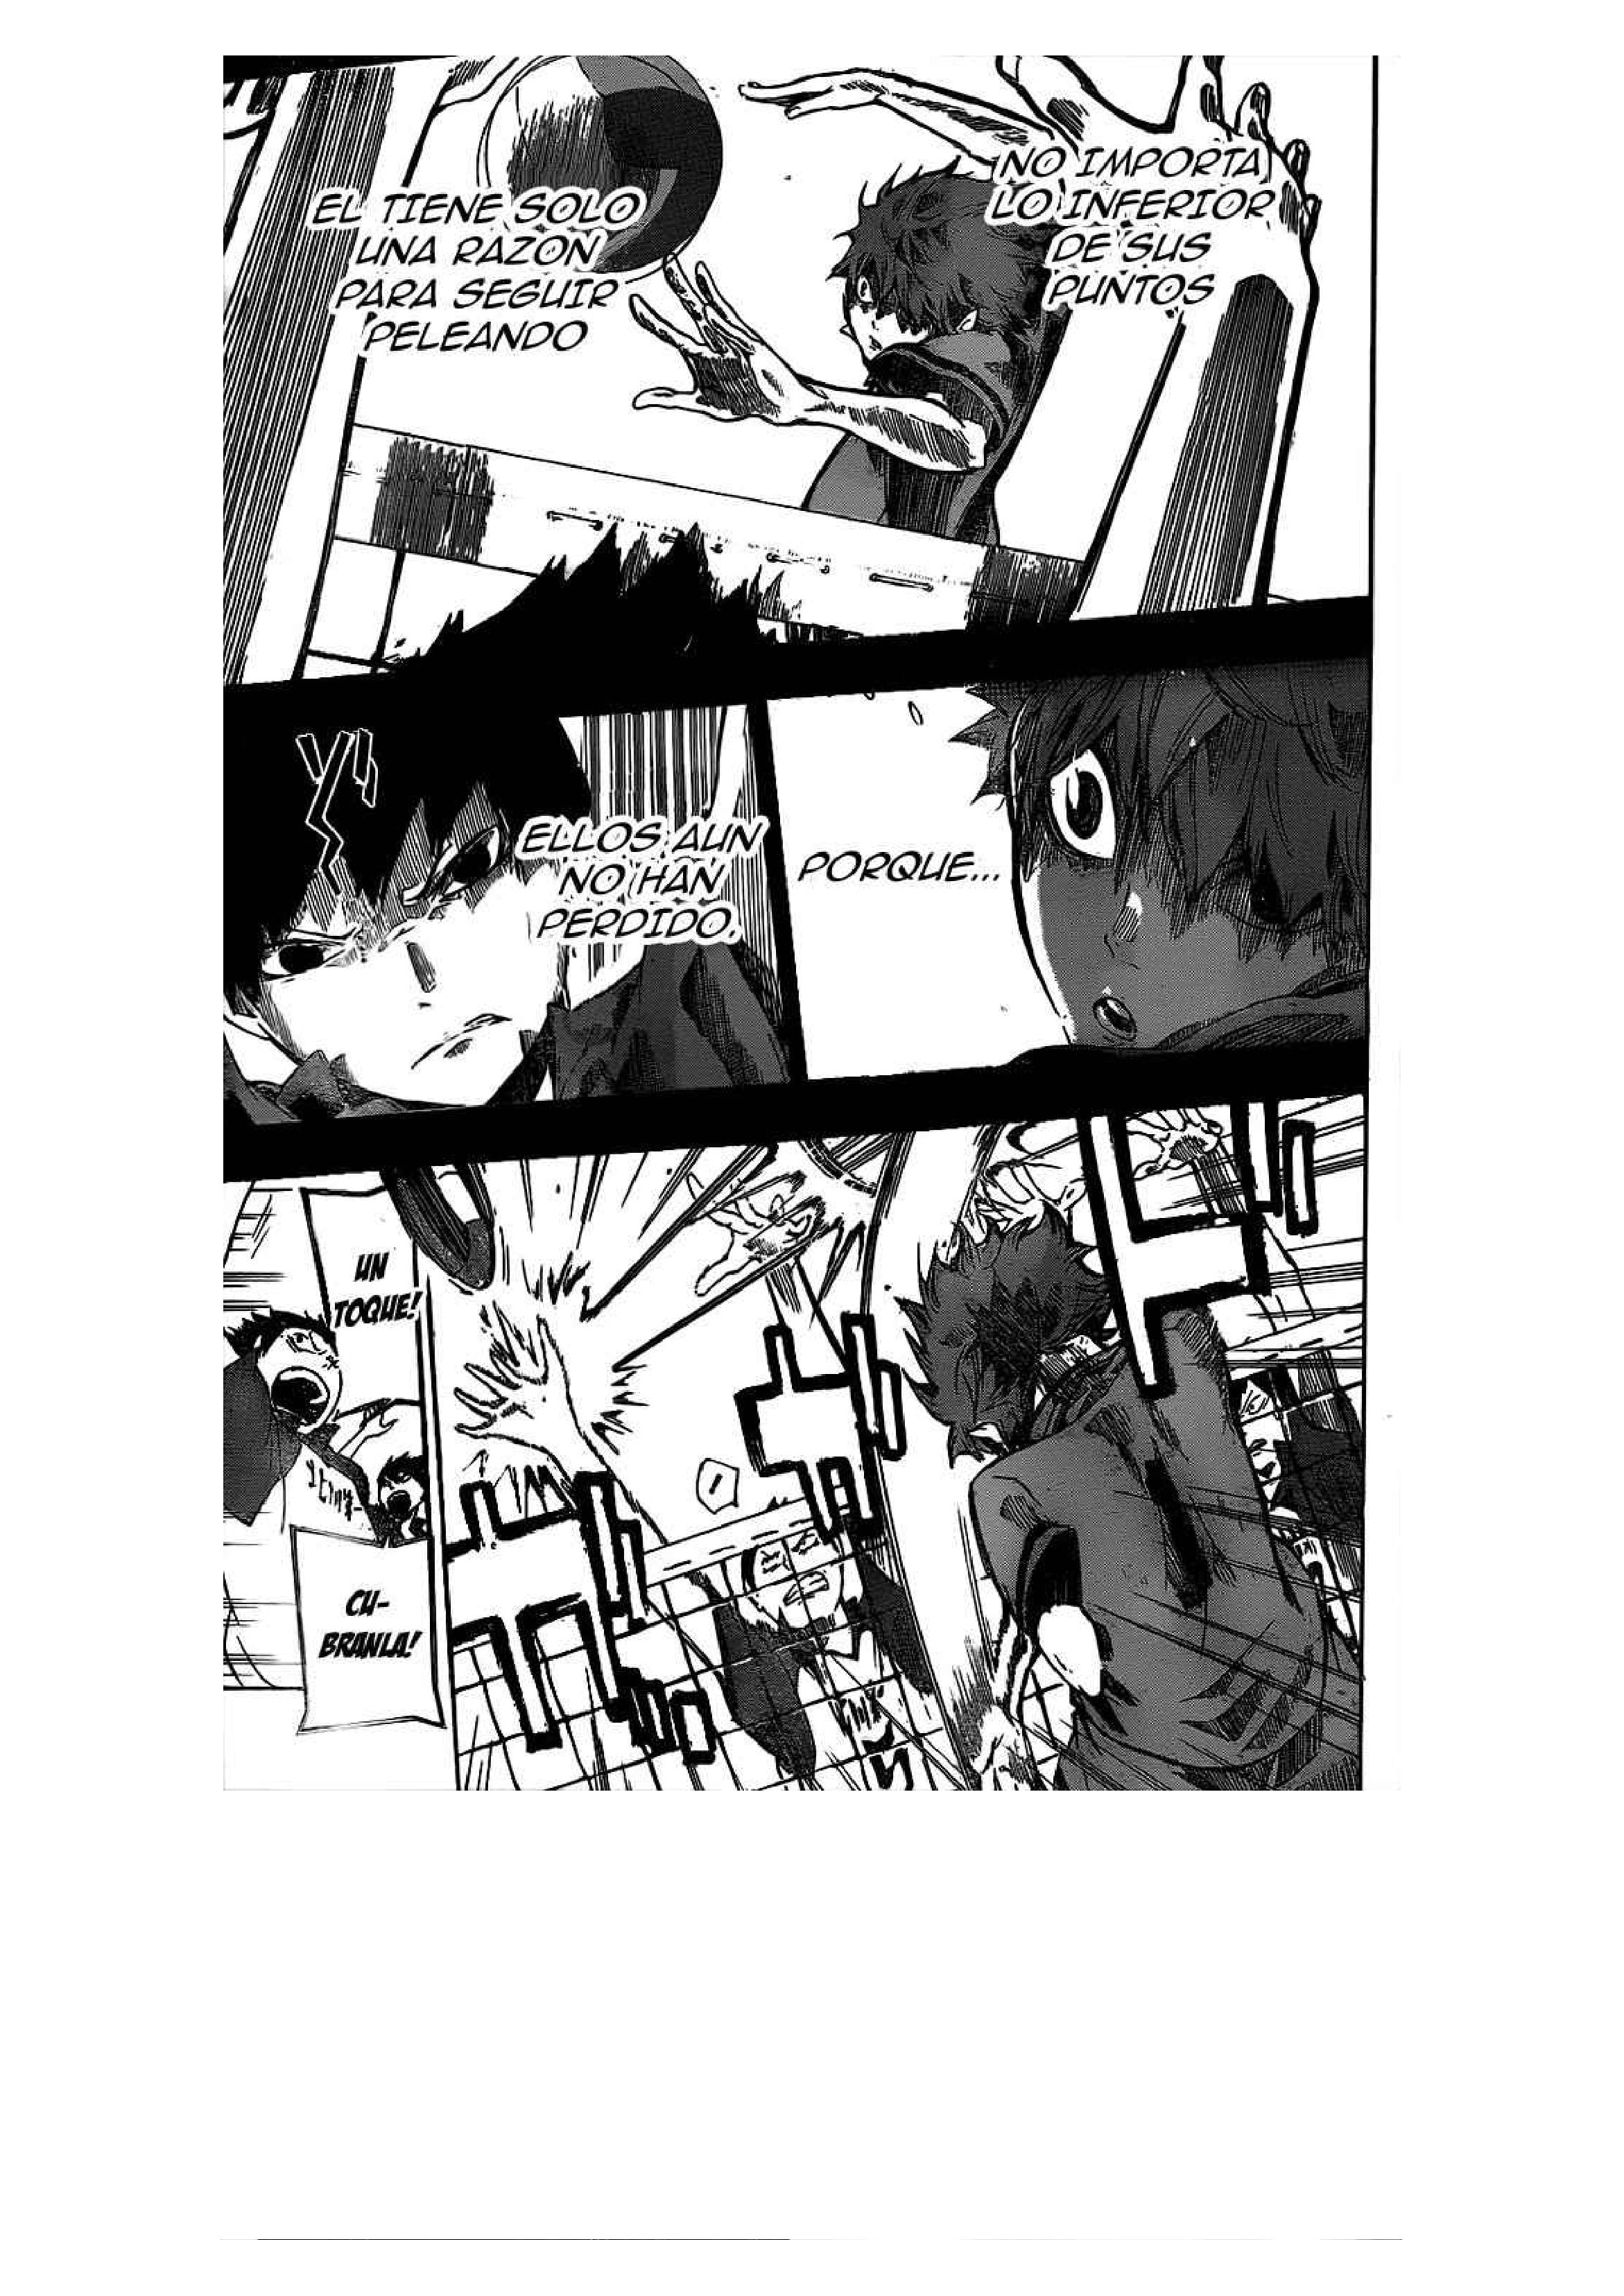 NO IMPORTA
LO INFERIOR
DE SUS
PUNTOS
EL TIENE SOLO
UNA RAZON
PARA SEGUIR
PELEANDO
PORQUE...
ELLOS AUN
NO HAN
PERDIDO.
!
UN
TOQUE!
CU-
BRANLA!